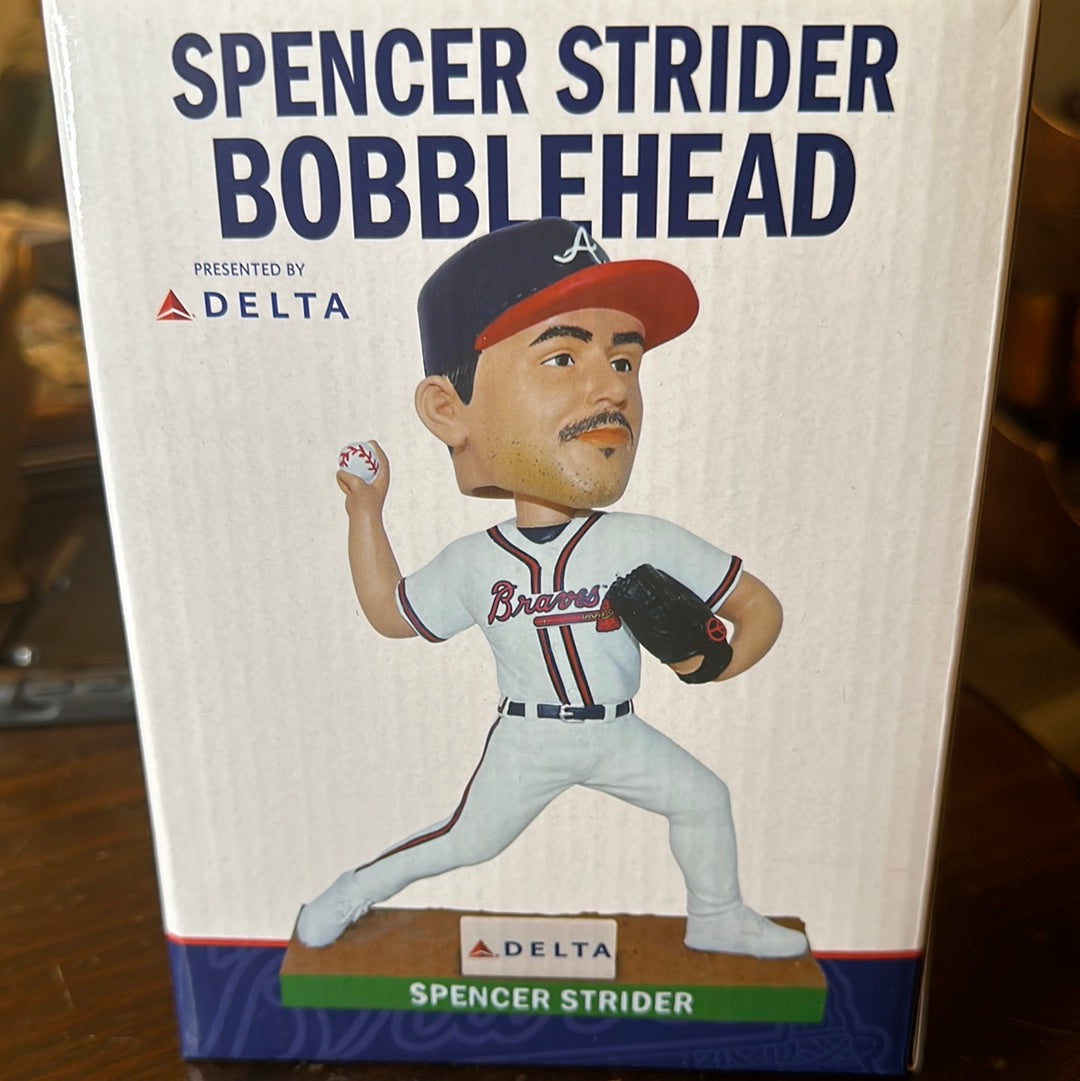 SPENCER STRIDER
BOBBLEHEAD
PRESENTED BY
DELTA
A
Braves
DELTA
SPENCER STRIDER